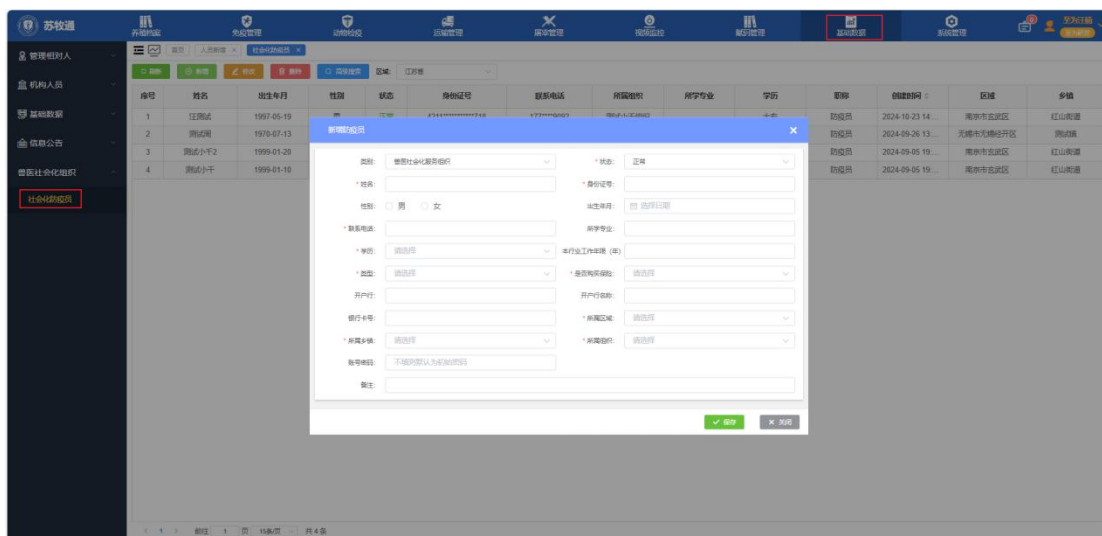 苏牧通
养殖档案 免疫管理 动物检疫 运输管理 屠宰管理 视频监控 基础数据 系统管理
管理相对人
机构人员
基础数据
信息公告
兽医社会化组织
社会化防疫员
首页 人员新增 × 社会化防疫员 ×
刷新 新增 修改 删除 高级搜索 区域: 江苏省
序号 姓名 出生年月 性别 状态 身份证号 联系电话 所属组织 所学专业 学历 职称 创建时间 区域 乡镇
1 汪测试 1997-05-19 男 正常 防疫员 2024-10-23 14... 南京市玄武区 红山街道
2 1970-07-13 防疫员 2024-09-26 13... 无锡市无锡经开区 测试镇
3 测试小千2 1999-01-20 防疫员 2024-09-05 19... 南京市玄武区 红山街道
4 测试小千 1999-01-10 防疫员 2024-09-05 19... 南京市玄武区 红山街道
新增防疫员 ×
类别: 兽医社会化服务组织 * 状态: 正常
* 姓名: * 身份证号:
性别: 男 女 出生年月: 选择日期
* 联系电话: 所学专业:
* 学历: 请选择 本行业工作年限（年）
* 类型: 请选择 * 是否购买保险: 请选择
开户行: 开户行名称:
银行卡号: * 所属区域: 请选择
* 所属乡镇: 请选择 * 所属组织: 请选择
账号密码: 不填则默认为初始密码
备注:
保存 × 关闭
< 1 > 前往 1 页 15条/页 共 4 条